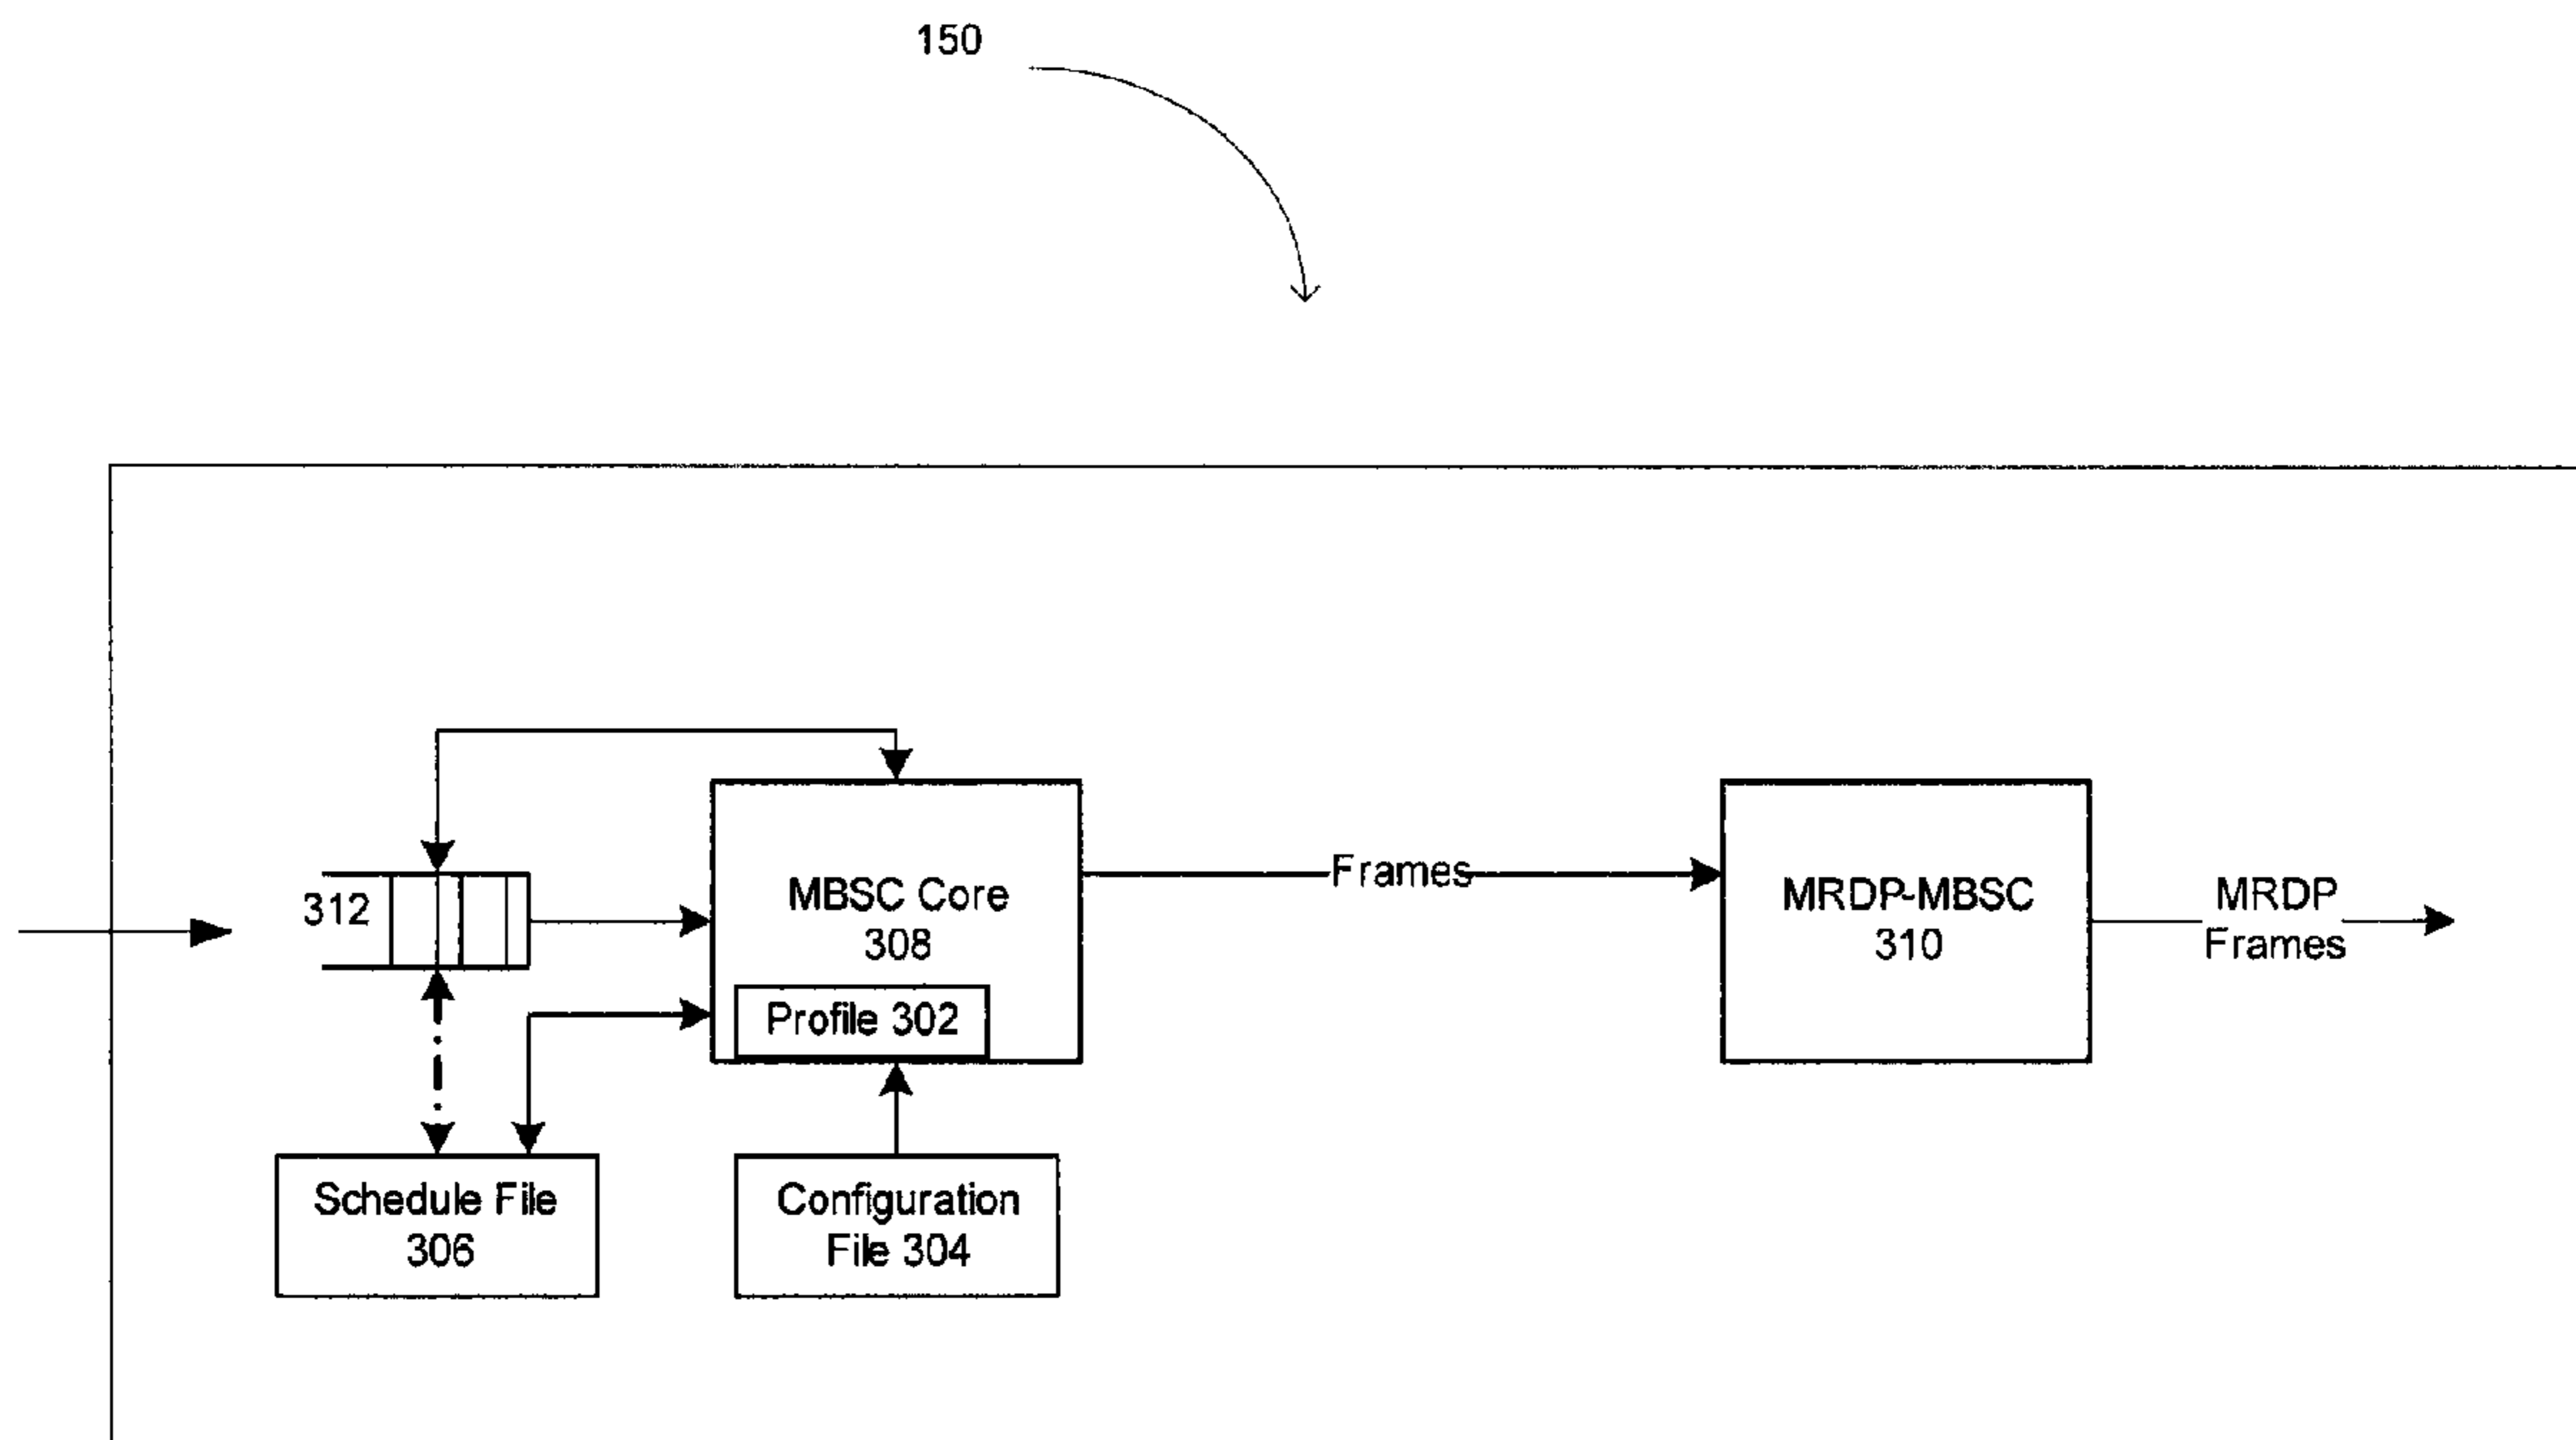 150
312
MBSC Core
308
Profile 302
Frames
MRDP-MBSC
310
MRDP
Frames
Schedule File
306
Configuration
File 304